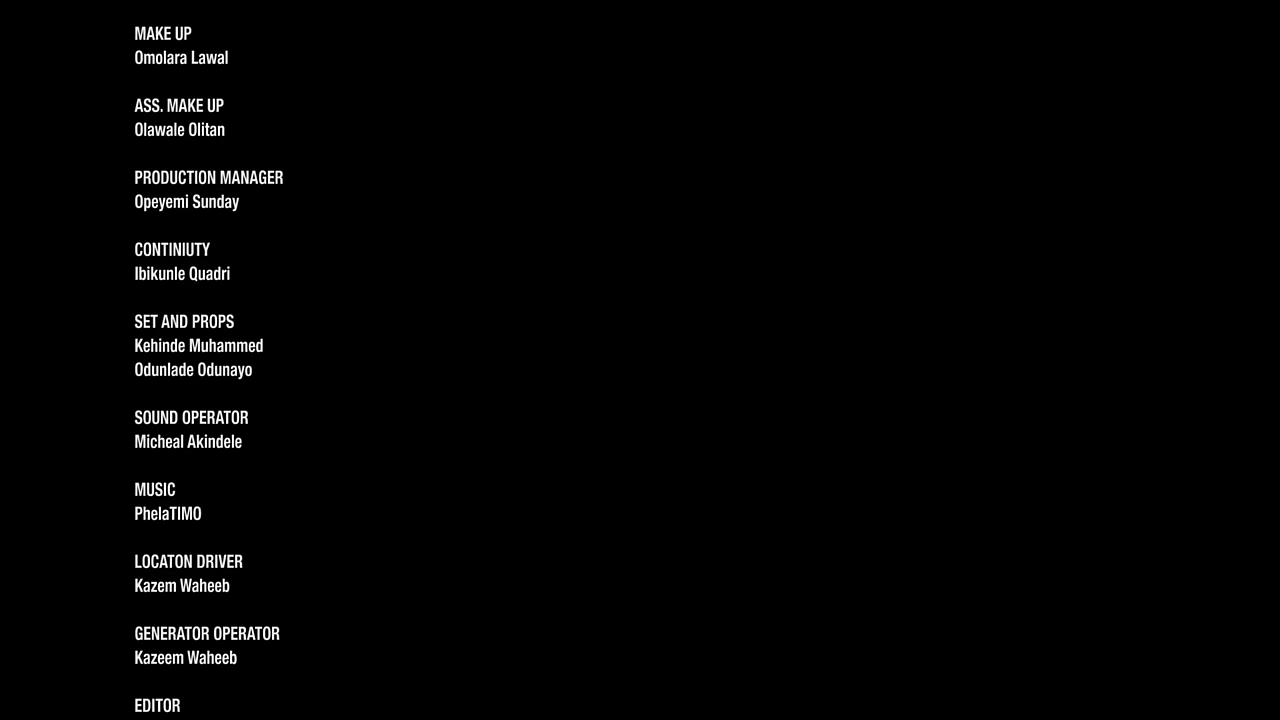 MAKE UP
Omolara Lawal
ASS. MAKE UP
Olawale Olitan
PRODUCTION MANAGER
Opeyemi Sunday
CONTINIUTY
Ibikunle Quadri
SET AND PROPS
Kehinde Muhammed
Odunlade Odunayo
SOUND OPERATOR
Micheal Akindele
MUSIC
PhelaTIMO
LOCATON DRIVER
Kazem Waheeb
GENERATOR OPERATOR
Kazeem Waheeb
EDITOR